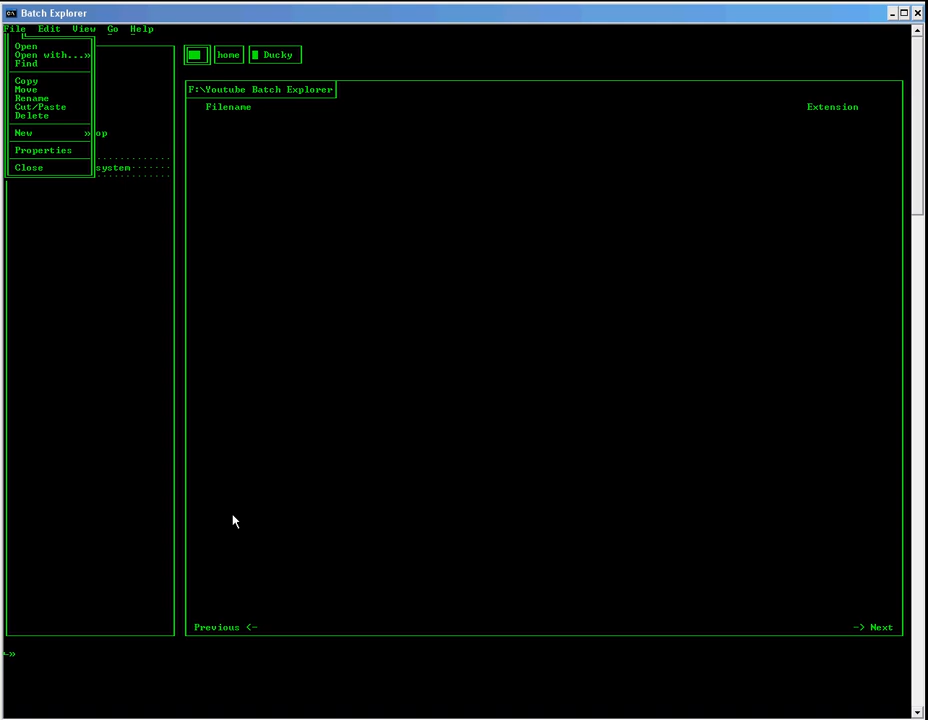 Batch Explorer
File Edit View Go Help
Open
Open with...»
Find
Copy
Move
Rename
Cut/Paste
Delete
New »
op
Properties
Close
system
home
Ducky
F:\Youtube Batch Explorer
Filename Extension
Previous <-
-> Next